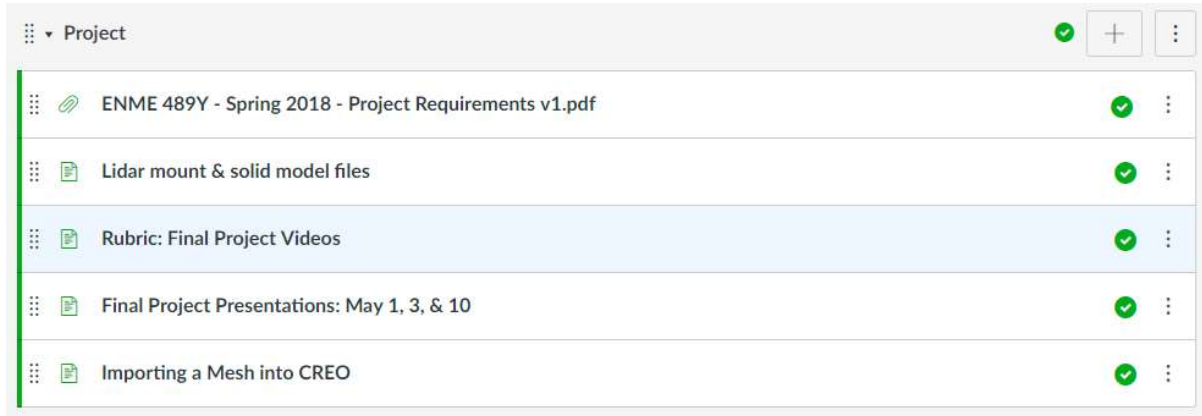 Project
ENME 489Y - Spring 2018 - Project Requirements v1.pdf
Lidar mount & solid model files
Rubric: Final Project Videos
Final Project Presentations: May 1, 3, & 10
Importing a Mesh into CREO